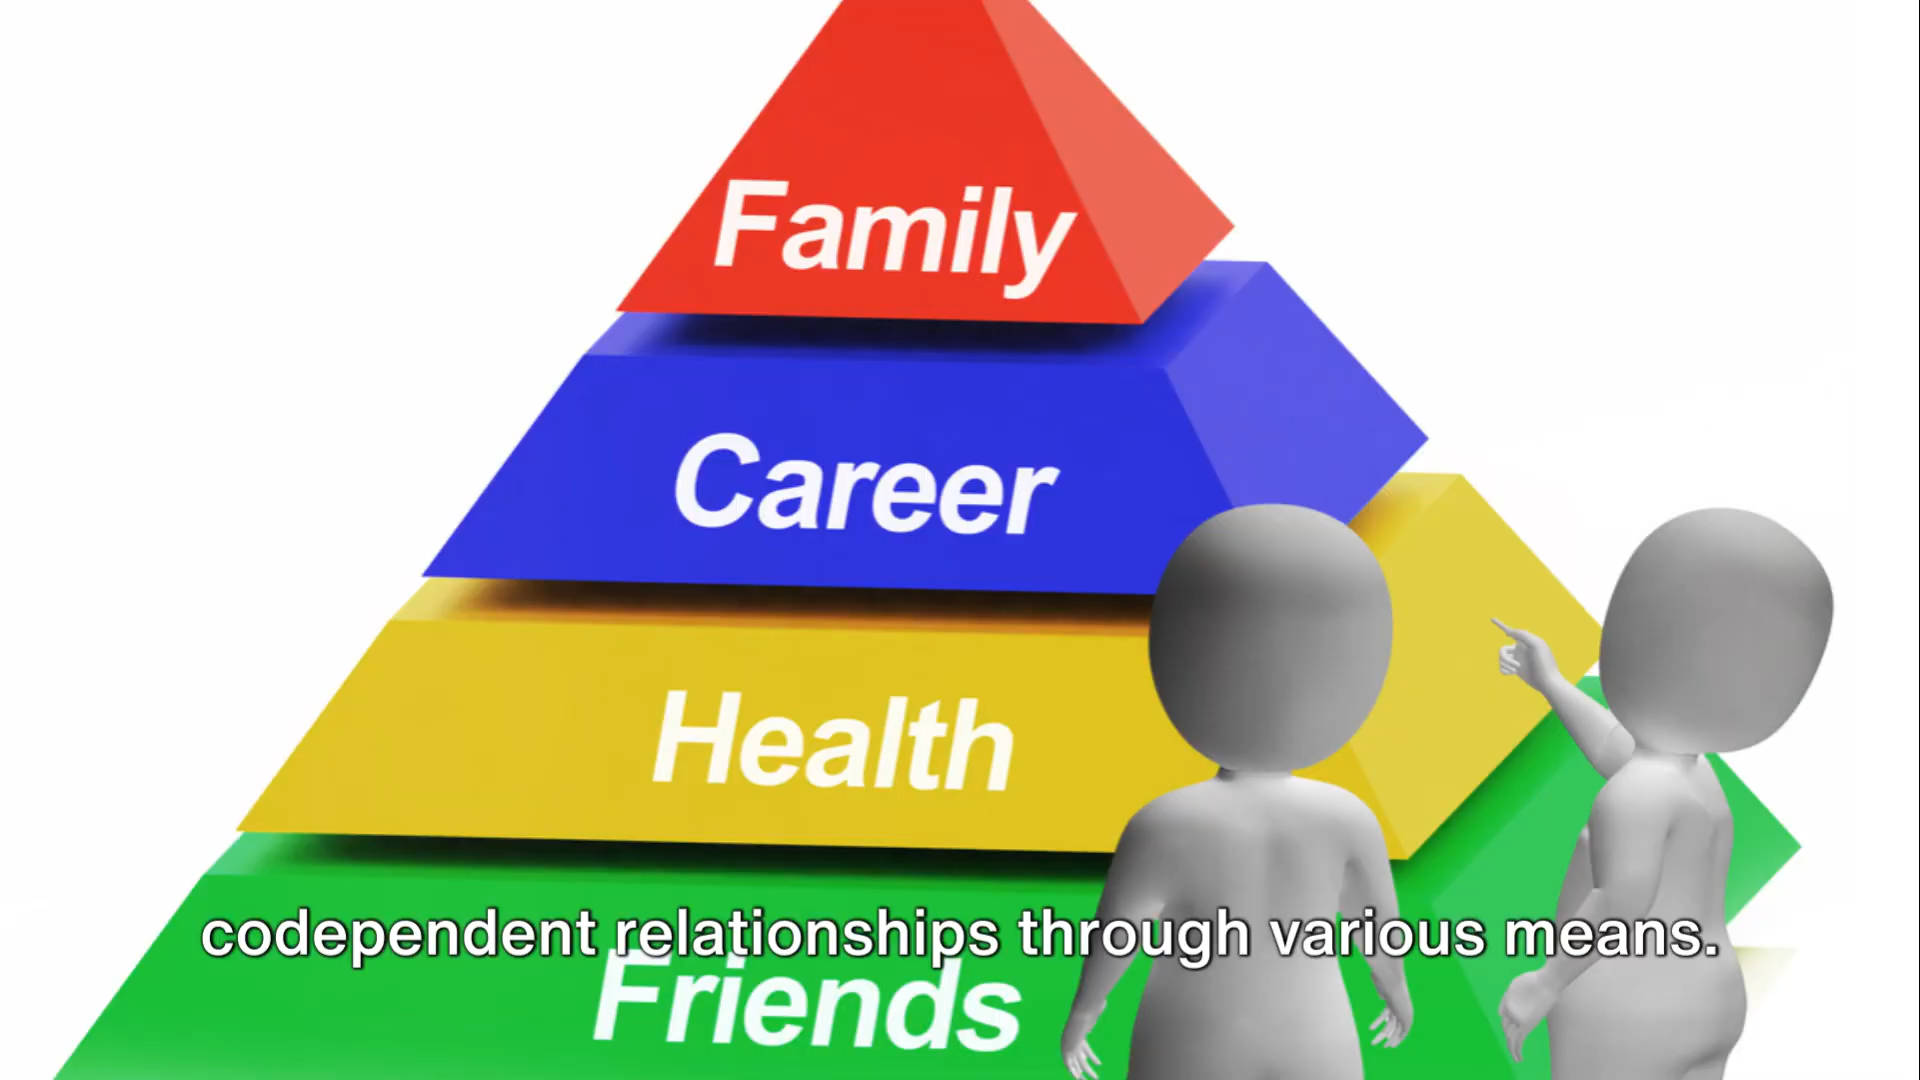 Family
Career
Health
codependent relationships through various means.
Friends